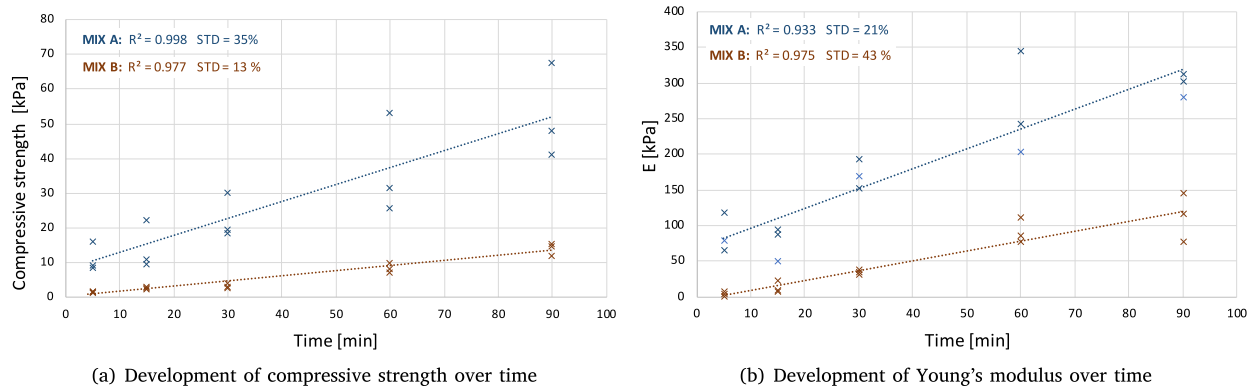 MIX A: R² = 0.998 STD = 35%
MIX B: R² = 0.977 STD = 13 %
Compressive strength [kPa]
80
70
60
50
40
30
20
10
0
0 10 20 30 40 50 60 70 80 90 100
Time [min]
(a) Development of compressive strength over time
MIX A: R² = 0.933 STD = 21%
MIX B: R² = 0.975 STD = 43 %
E [kPa]
400
350
300
250
200
150
100
50
0
0 10 20 30 40 50 60 70 80 90 100
Time [min]
(b) Development of Young's modulus over time